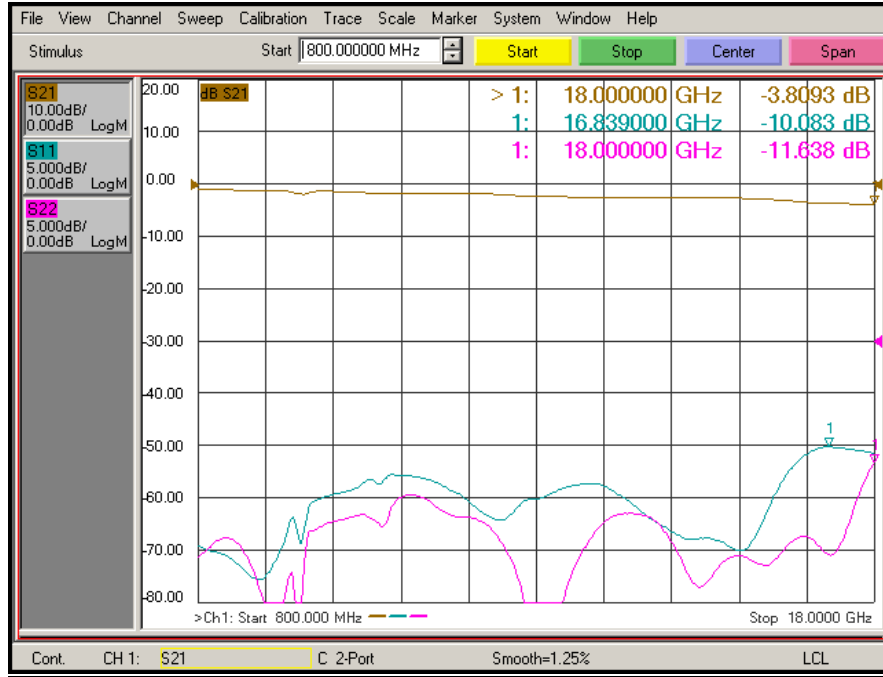 File View Channel Sweep Calibration Trace Scale Marker System Window Help
Stimulus Start 800.000000 MHz Start Stop Center Span
S21
10.00dB/
0.00dB LogM
S11
5.000dB/
0.00dB LogM
S22
5.000dB/
0.00dB LogM
dB S21
> 1: 18.000000 GHz -3.8093 dB
1: 16.839000 GHz -10.083 dB
1: 18.000000 GHz -11.638 dB
20.00
10.00
0.00
-10.00
-20.00
-30.00
-40.00
-50.00
-60.00
-70.00
-80.00
1
1
>Ch1: Start 800.000 MHz Stop 18.0000 GHz
Cont. CH 1: S21 C 2-Port Smooth=1.25% LCL